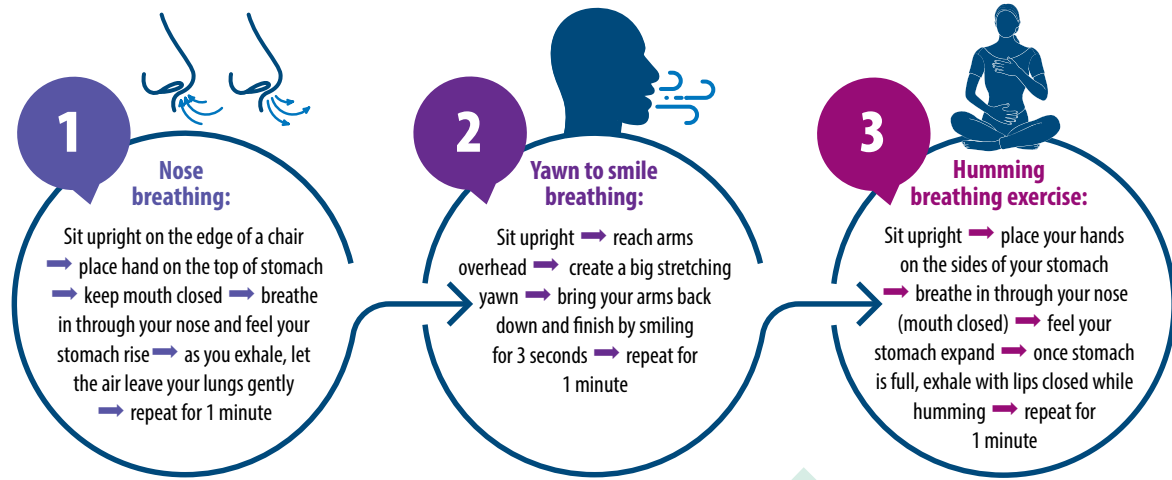 1
Nose
breathing:
Sit upright on the edge of a chair
➡ place hand on the top of stomach
➡ keep mouth closed ➡ breathe
in through your nose and feel your
stomach rise ➡ as you exhale, let
the air leave your lungs gently
➡ repeat for 1 minute
2
Yawn to smile
breathing:
Sit upright ➡ reach arms
overhead ➡ create a big stretching
yawn ➡ bring your arms back
down and finish by smiling
for 3 seconds ➡ repeat for
1 minute
3
Humming
breathing exercise:
Sit upright ➡ place your hands
on the sides of your stomach
➡ breathe in through your nose
(mouth closed) ➡ feel your
stomach expand ➡ once stomach
is full, exhale with lips closed while
humming ➡ repeat for
1 minute